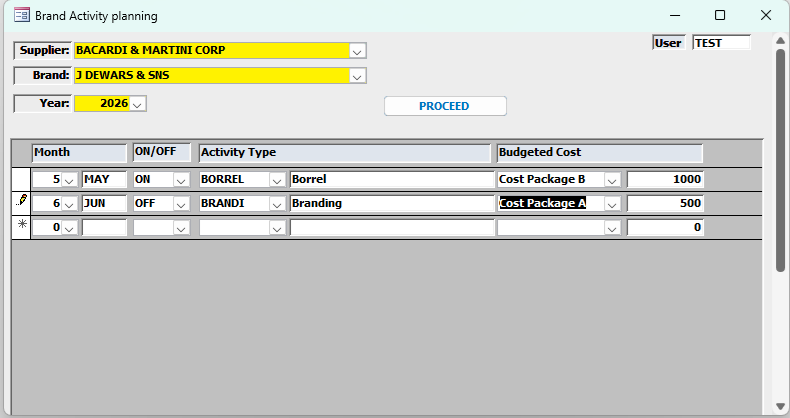 Brand Activity planning
Supplier: BACARDI & MARTINI CORP
User TEST
Brand: J DEWARS & SNS
Year: 2026
PROCEED
Month ON/OFF Activity Type Budgeted Cost
5 MAY ON BORREL Borrel Cost Package B 1000
6 JUN OFF BRANDI Branding Cost Package A 500
0 0